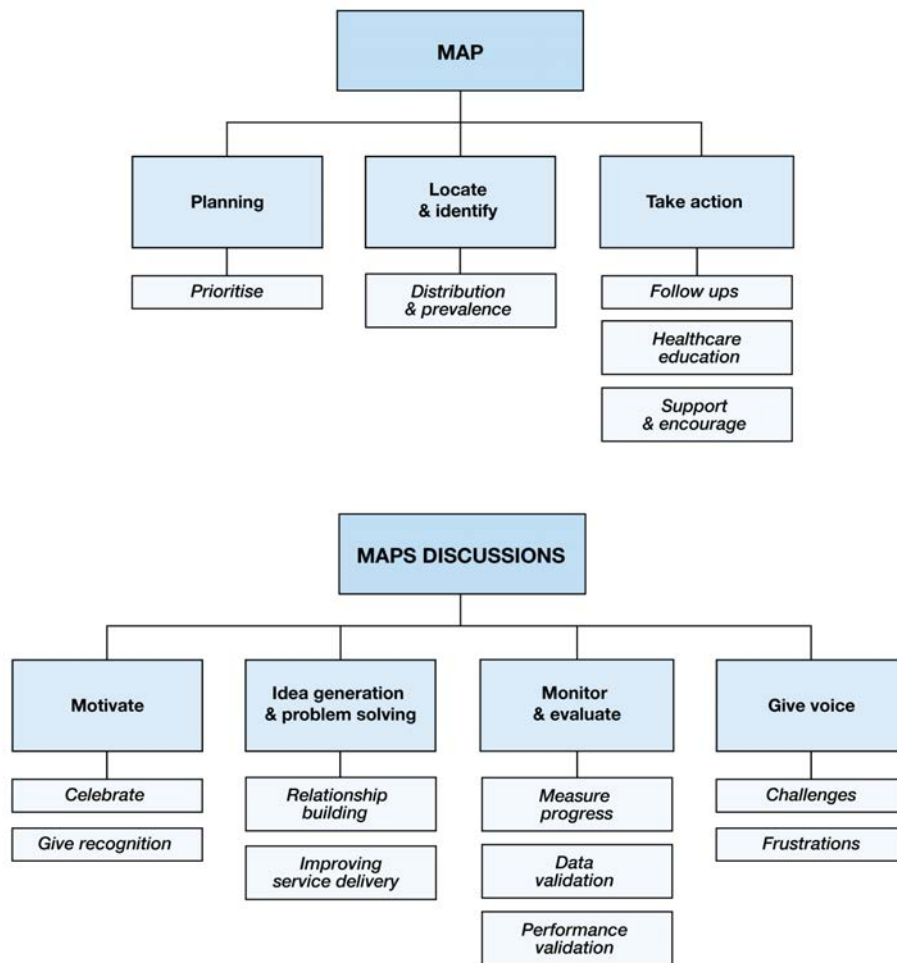 MAP
Planning
Locate
& identify
Take action
Prioritise
Distribution
& prevalence
Follow ups
Healthcare
education
Support
& encourage
MAPS DISCUSSIONS
Motivate
Idea generation
& problem solving
Monitor
& evaluate
Give voice
Celebrate
Give recognition
Relationship
building
Improving
service delivery
Measure
progress
Data
validation
Performance
validation
Challenges
Frustrations